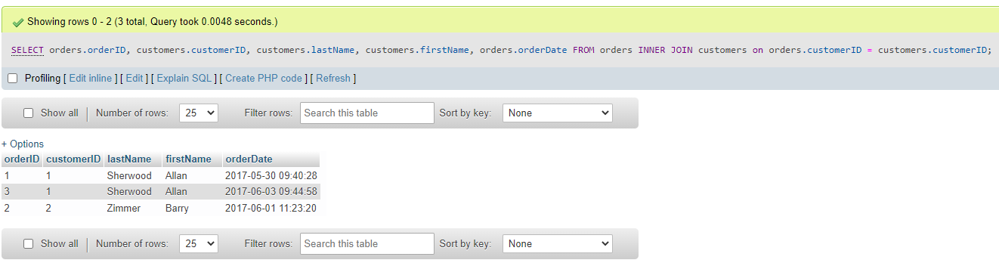 Showing rows 0 - 2 (3 total, Query took 0.0048 seconds.)
SELECT orders.orderID, customers.customerID, customers.lastName, customers.firstName, orders.orderDate FROM orders INNER JOIN customers on orders.customerID = customers.customerID;
Profiling [ Edit inline ] [ Edit ] [ Explain SQL ] [ Create PHP code ] [ Refresh ]
Show all | Number of rows: 25 Filter rows: Search this table Sort by key: None
+ Options
orderID customerID lastName firstName orderDate
1 1 Sherwood Allan 2017-05-30 09:40:28
3 1 Sherwood Allan 2017-06-03 09:44:58
2 2 Zimmer Barry 2017-06-01 11:23:20
Show all | Number of rows: 25 Filter rows: Search this table Sort by key: None